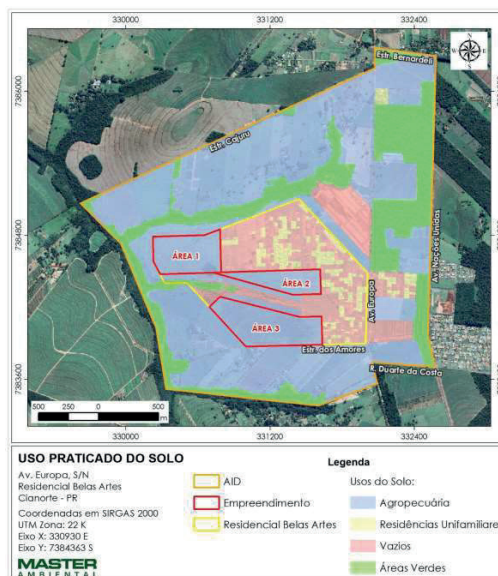 330000 331200 332400
Estr. Bernardeli
7386000
Estr. Cajuru
7384800
Av. Nações Unidas
ÁREA 1
ÁREA 2
Av. Europa
ÁREA 3
Estr. dos Amores
R. Duarte da Costa
7383600
500 250 0 500
m
330000 331200 332400
USO PRATICADO DO SOLO
Av. Europa, S/N
Residencial Belas Artes
Cianorte - PR
Coordenadas em SIRGAS 2000
UTM Zona: 22 K
Eixo X: 330930 E
Eixo Y: 7384363 S
MASTER
AMBIENTAL
Legenda
AID
Empreendimento
Residencial Belas Artes
Usos do Solo:
Agropecuária
Residências Unifamiliares
Vazios
Áreas Verdes